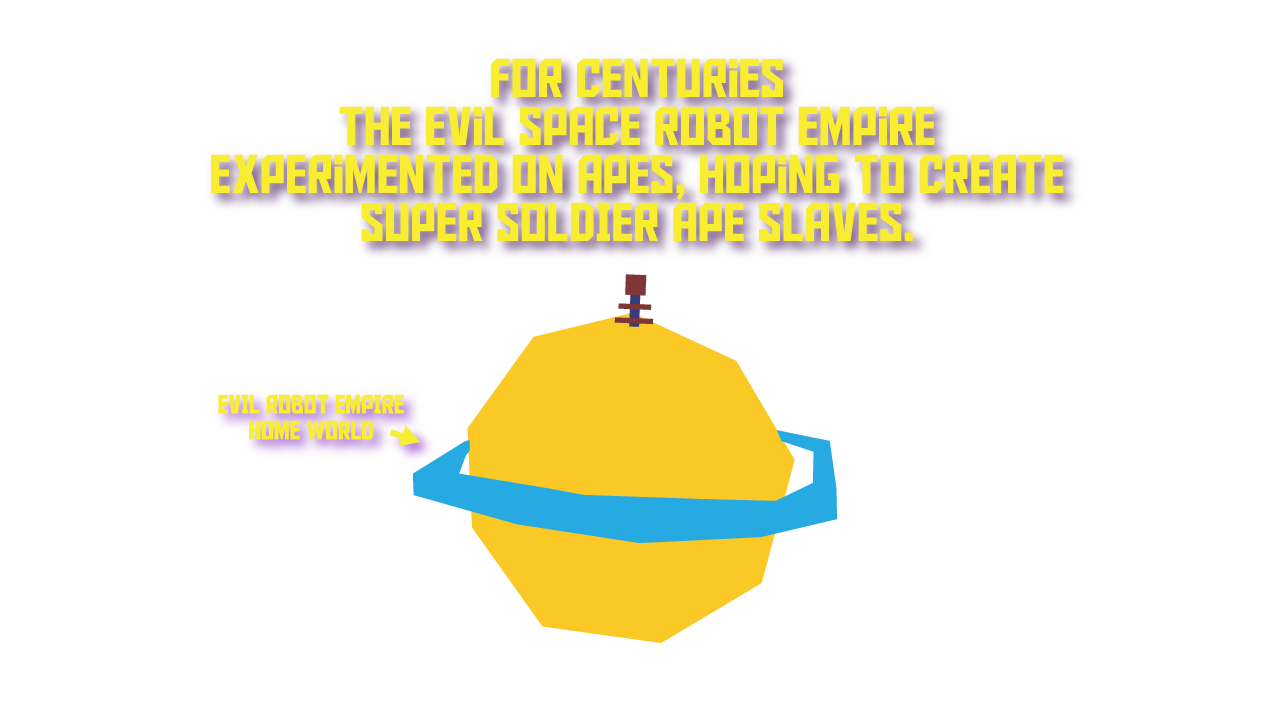 FOR CENTURiES
THE EViL SPACE ROBOT EMPiRE
EXPERiMENTED ON APES, HOPiNG TO CREATE
SUPER SOLDIER APE SLAVES.
EVIL ROBOT EMPIRE
HOME WORLD